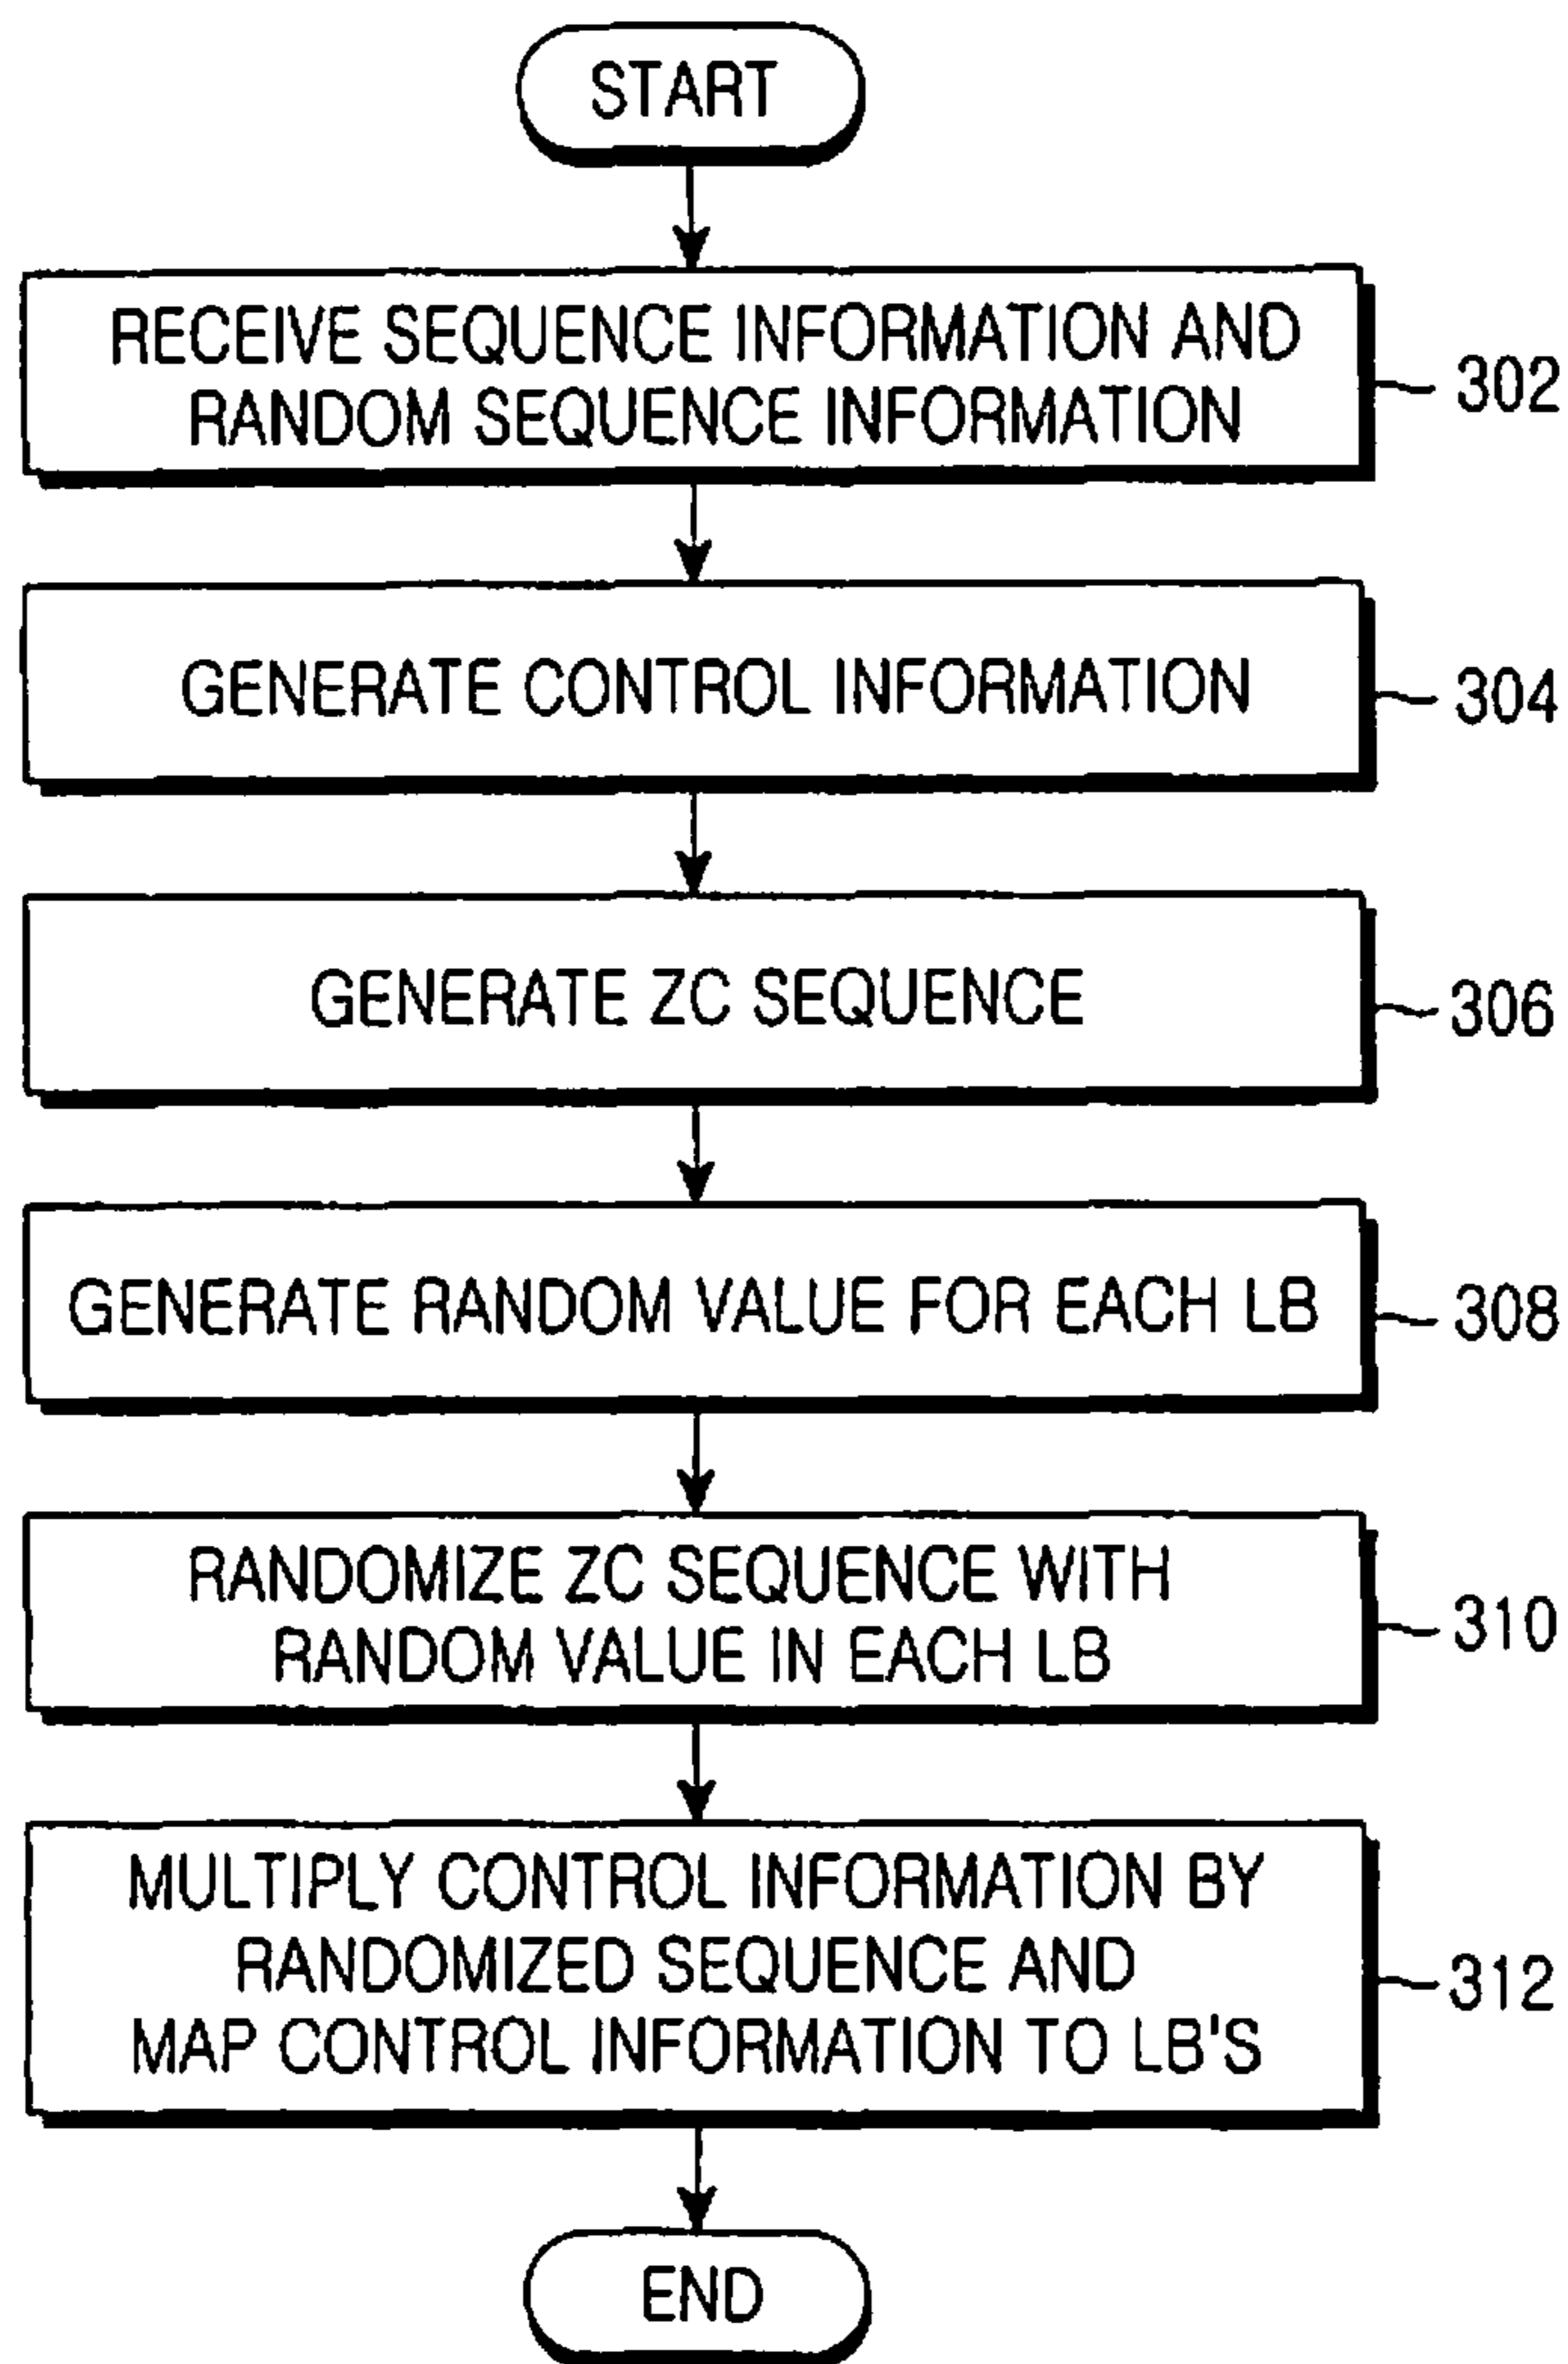 START
RECEIVE SEQUENCE INFORMATION AND
RANDOM SEQUENCE INFORMATION
302
GENERATE CONTROL INFORMATION
304
GENERATE ZC SEQUENCE
306
GENERATE RANDOM VALUE FOR EACH LB
308
RANDOMIZE ZC SEQUENCE WITH
RANDOM VALUE IN EACH LB
310
MULTIPLY CONTROL INFORMATION BY
RANDOMIZED SEQUENCE AND
MAP CONTROL INFORMATION TO LB'S
312
END